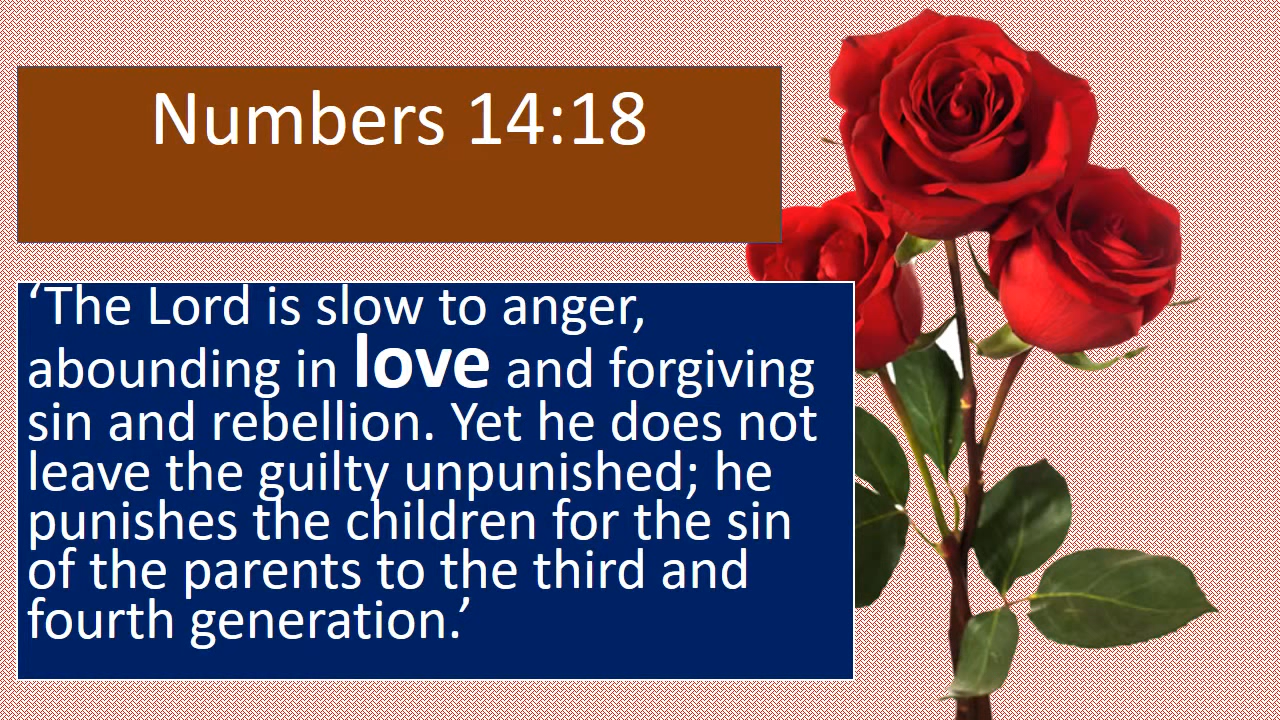 Numbers 14:18
‘The Lord is slow to anger,
abounding in love and forgiving
sin and rebellion. Yet he does not
leave the guilty unpunished; he
punishes the children for the sin
of the parents to the third and
fourth generation.’